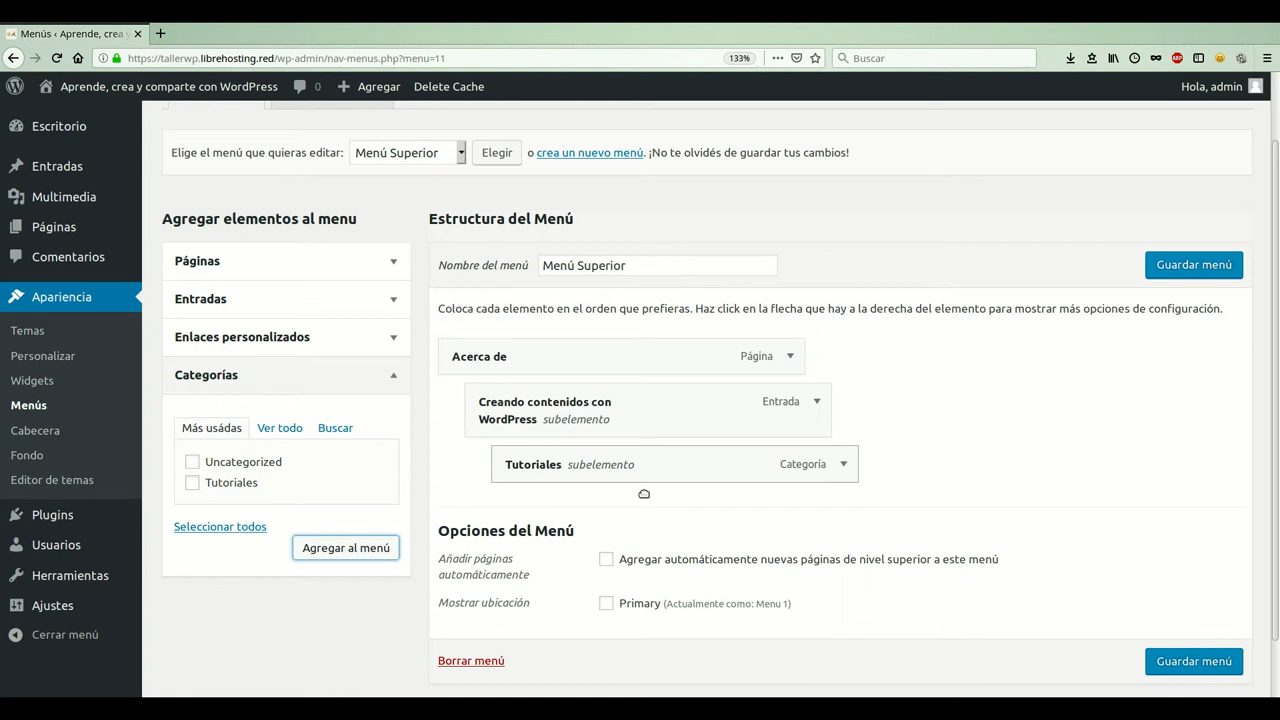 Menús ‹ Aprende, crea y
https://tallerwp.librehosting.red/wp-admin/nav-menus.php?menu=11
133%
Buscar
Aprende, crea y comparte con WordPress
0
Agregar
Delete Cache
Hola, admin
Escritorio
Entradas
Multimedia
Páginas
Comentarios
Apariencia
Temas
Personalizar
Widgets
Menús
Cabecera
Fondo
Editor de temas
Plugins
Usuarios
Herramientas
Ajustes
Cerrar menú
Elige el menú que quieras editar: Menú Superior Elegir o crea un nuevo menú. ¡No te olvidés de guardar tus cambios!
Agregar elementos al menu
Páginas
Entradas
Enlaces personalizados
Categorías
Más usádas Ver todo Buscar
Uncategorized
Tutoriales
Seleccionar todos
Agregar al menú
Estructura del Menú
Nombre del menú Menú Superior Guardar menú
Coloca cada elemento en el orden que prefieras. Haz click en la flecha que hay a la derecha del elemento para mostrar más opciones de configuración.
Acerca de Página
Creando contenidos con Entrada
WordPress subelemento
Tutoriales subelemento Categoría
Opciones del Menú
Añadir páginas
automáticamente
Agregar automáticamente nuevas páginas de nivel superior a este menú
Mostrar ubicación
Primary (Actualmente como: Menu 1)
Borrar menú
Guardar menú